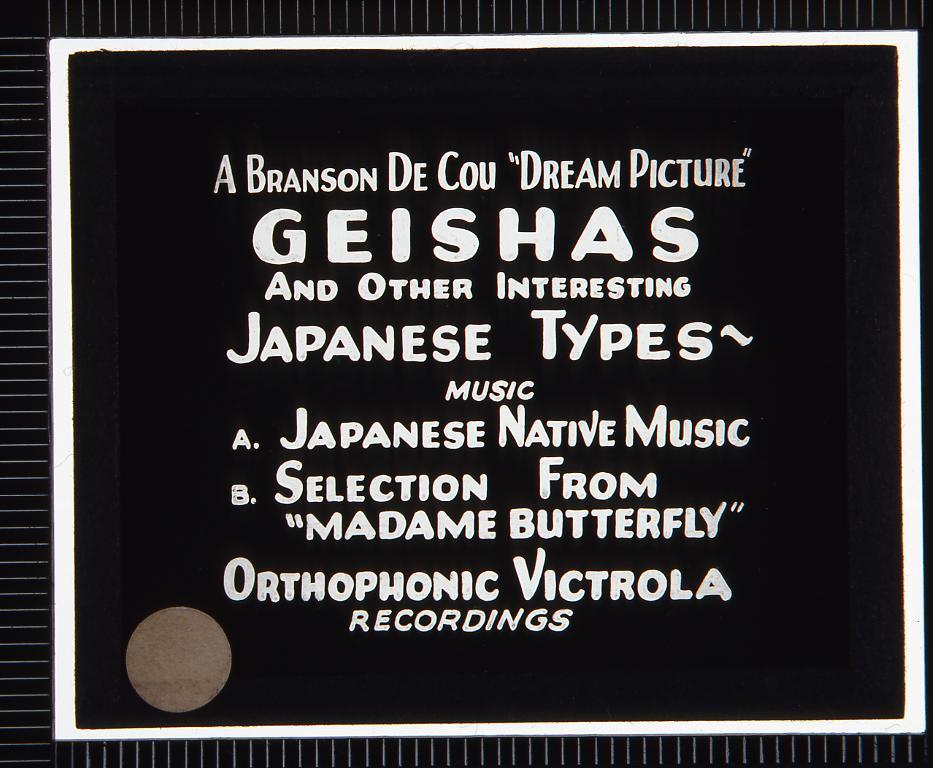 A BRANSON DE COU "DREAM PICTURE"
GEISHAS
AND OTHER INTERESTING
JAPANESE TYPES~
MUSIC
A. JAPANESE NATIVE MUSIC
B. SELECTION FROM
"MADAME BUTTERFLY"
ORTHOPHONIC VICTROLA
RECORDINGS